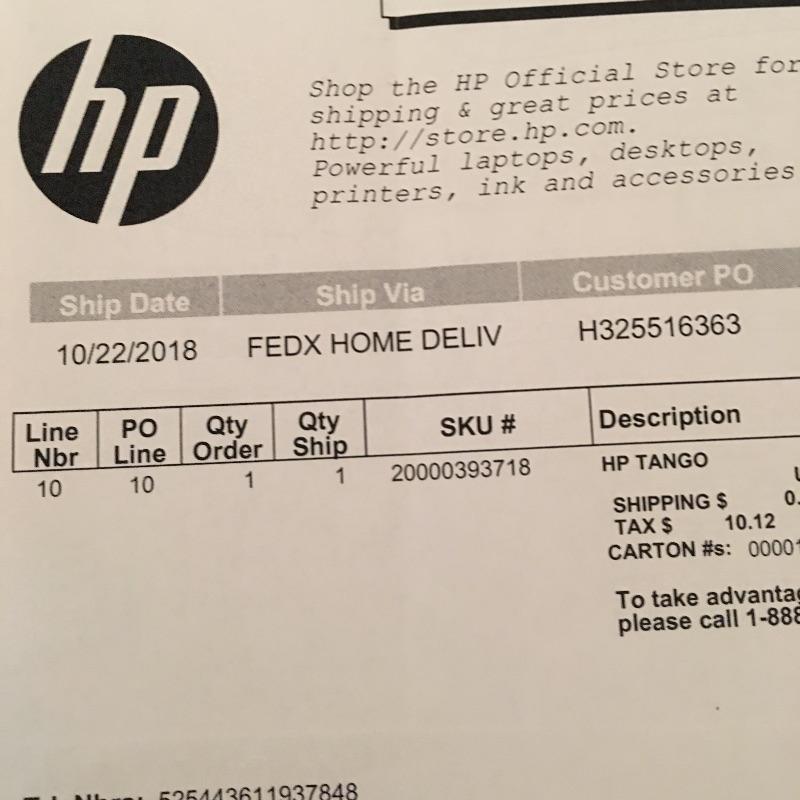 hp
Shop the HP Official Store for
shipping & great prices at
http://store.hp.com.
Powerful laptops, desktops,
printers, ink and accessories
Ship Date Ship Via Customer PO
10/22/2018 FEDX HOME DELIV H325516363
Line Nbr PO Line Qty Order Qty Ship SKU # Description
10 10 1 1 20000393718 HP TANGO
SHIPPING $ 0.
TAX $ 10.12
CARTON #s: 00001
To take advantag
please call 1-888
525443611937848